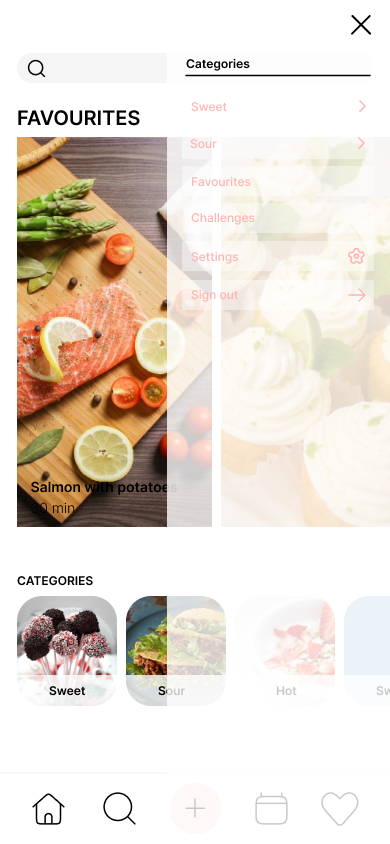 Categories
Sweet
Sour
Favourites
Challenges
Settings
Sign out
FAVOURITES
Salmon with potatoes
30 min
CATEGORIES
Sweet
Sour
Hot
Sw